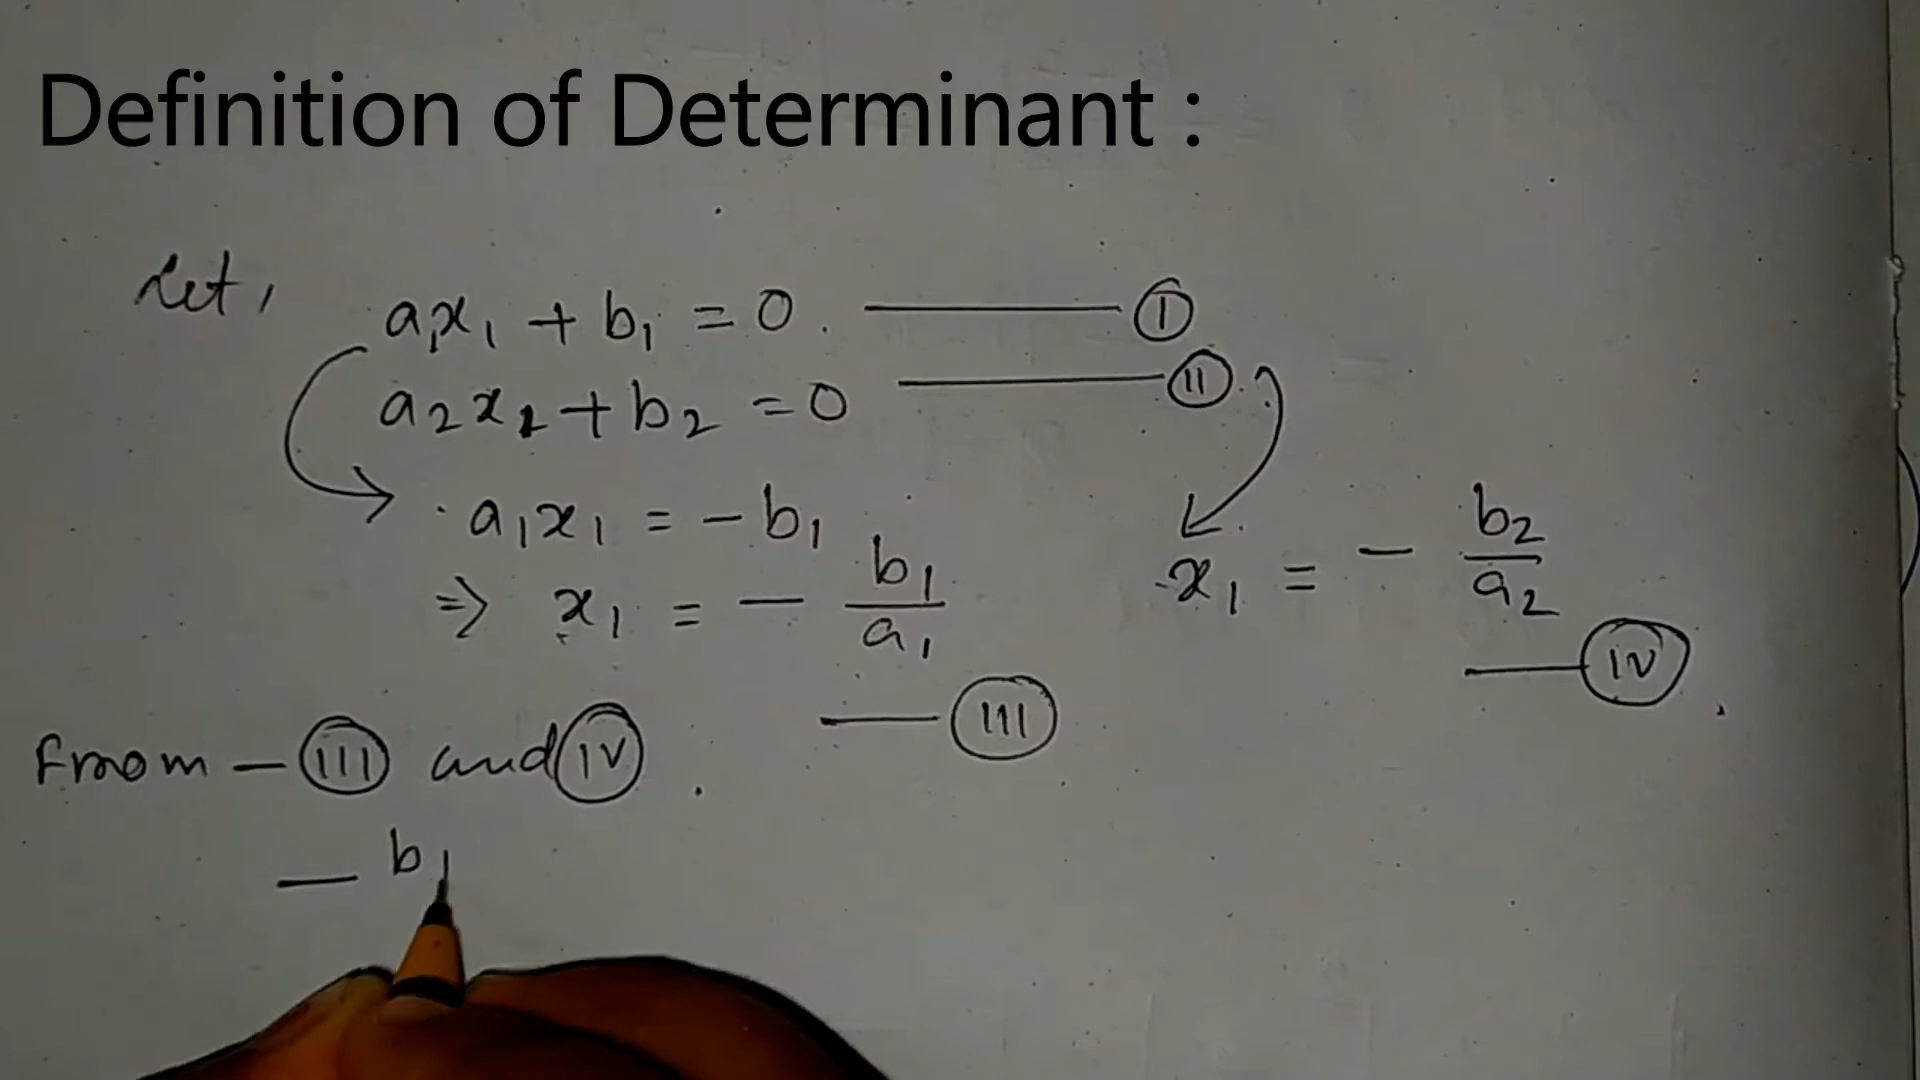 Definition of Determinant :
Let, a₁x₁ + b₁ = 0. — I
a₂x₁ + b₂ = 0 — II
a₁x₁ = - b₁
⇒ x₁ = - b₁/a₁ — III
x₁ = - b₂/a₂ — IV
From - III and IV.
- b₁